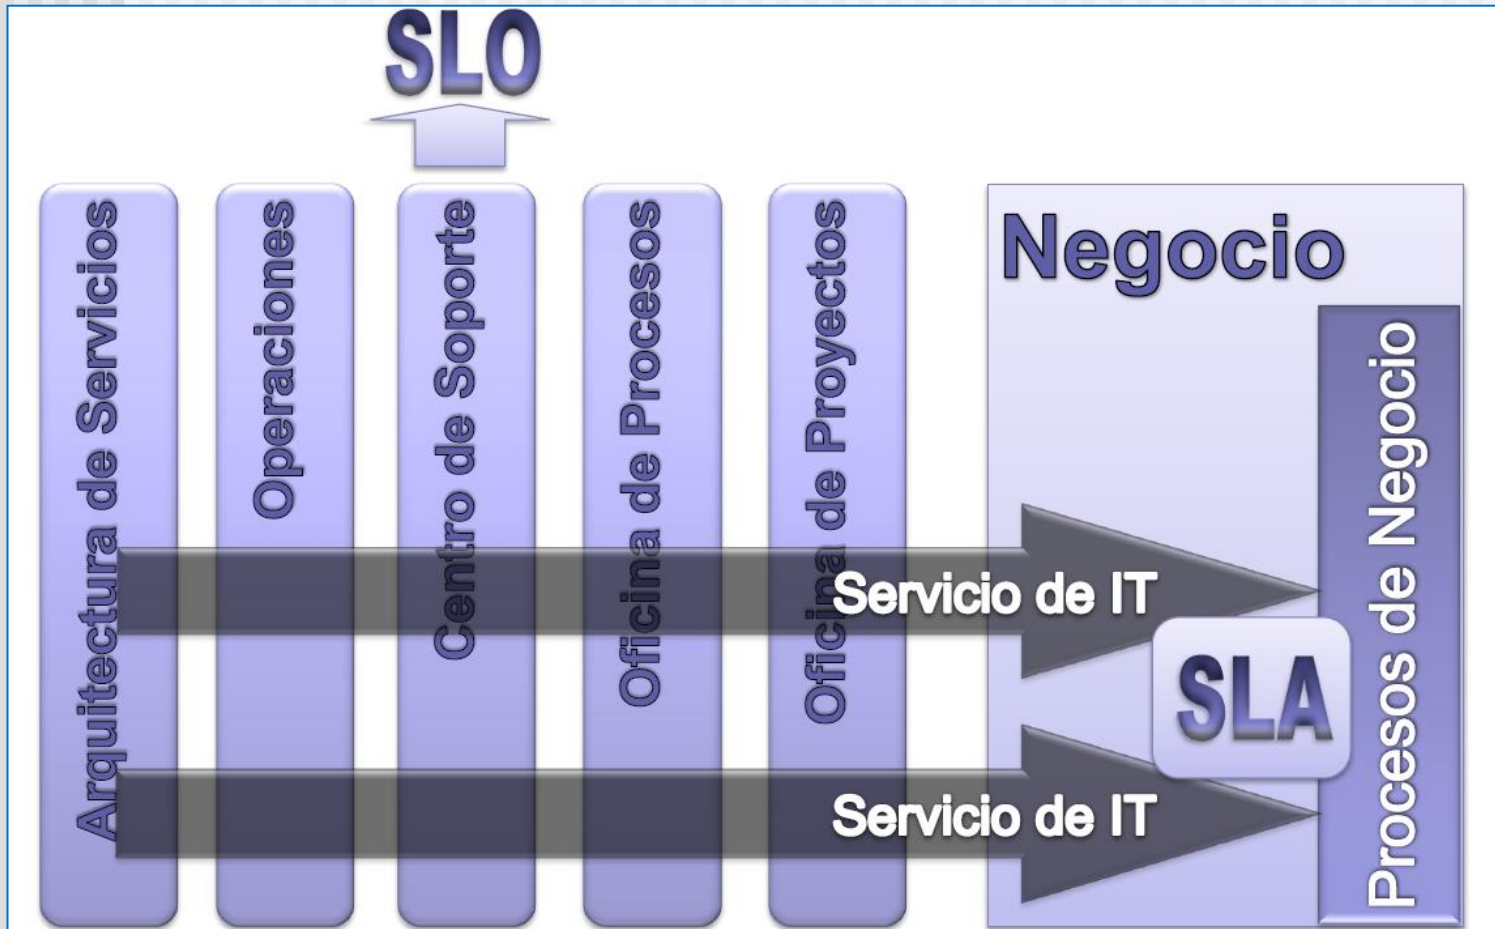 SLO
Arquitectura de Servicios
Operaciones
Centro de Soporte
Oficina de Procesos
Oficina de Proyectos
Negocio
Procesos de Negocio
Servicio de IT
SLA
Servicio de IT